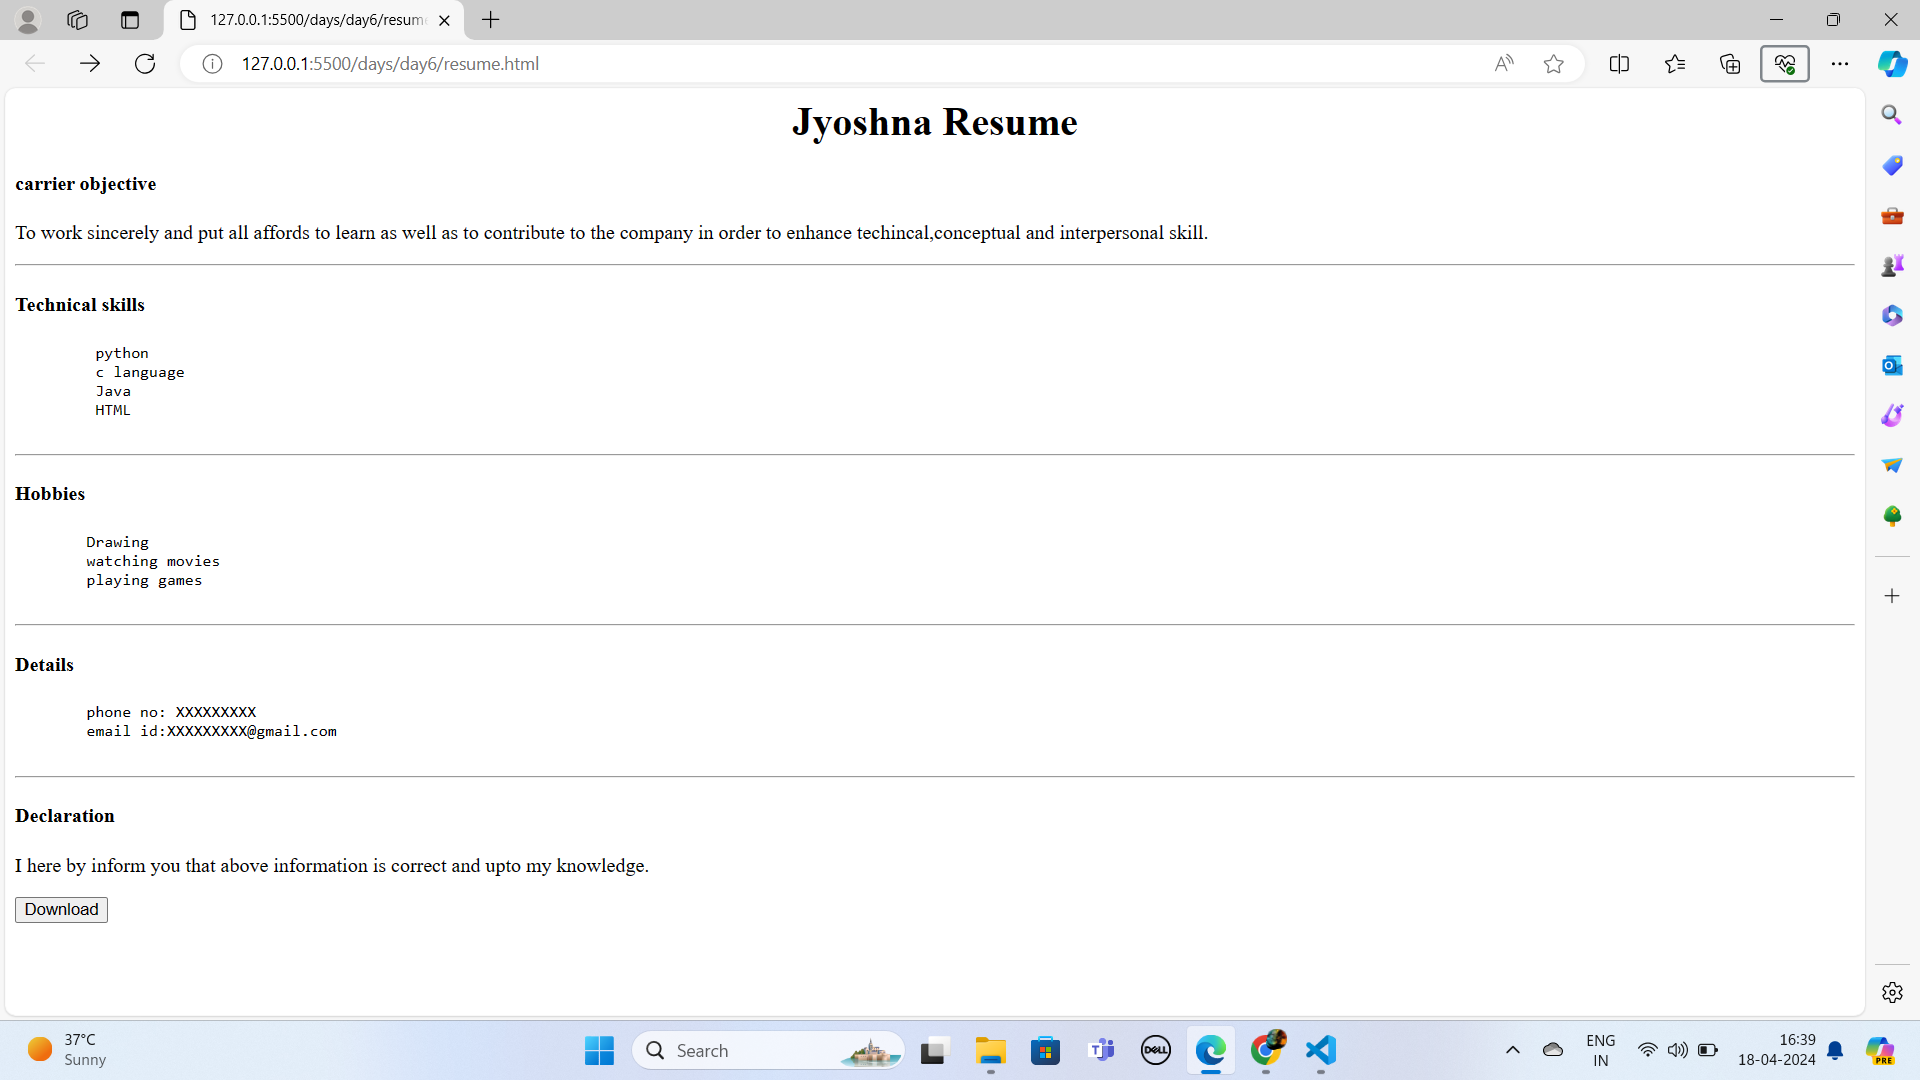 127.0.0.1:5500/days/day6/resum
127.0.0.1:5500/days/day6/resume.html
Jyoshna Resume
carrier objective
To work sincerely and put all affords to learn as well as to contribute to the company in order to enhance techincal,conceptual and interpersonal skill.
Technical skills
python
c language
Java
HTML
Hobbies
Drawing
watching movies
playing games
Details
phone no: XXXXXXXXX
email id:XXXXXXXXX@gmail.com
Declaration
I here by inform you that above information is correct and upto my knowledge.
Download
37°C
Sunny
Search
DELL
ENG
IN
16:39
18-04-2024
PRE